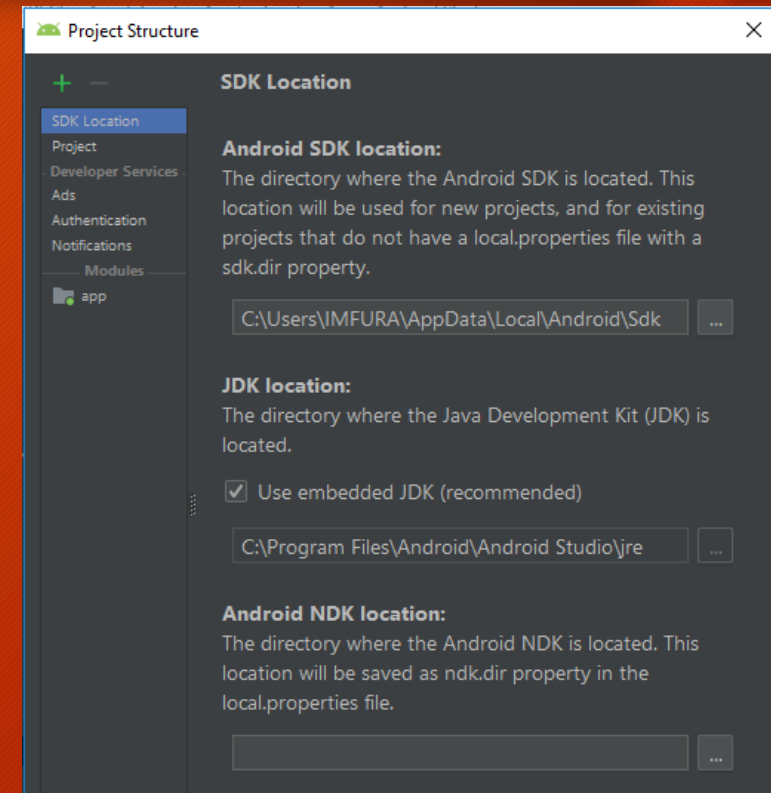 Project Structure
SDK Location
Project
Developer Services
Ads
Authentication
Notifications
Modules
app
SDK Location
Android SDK location:
The directory where the Android SDK is located. This
location will be used for new projects, and for existing
projects that do not have a local.properties file with a
sdk.dir property.
C:\Users\IMFURA\AppData\Local\Android\Sdk
...
JDK location:
The directory where the Java Development Kit (JDK) is
located.
Use embedded JDK (recommended)
C:\Program Files\Android\Android Studio\jre
...
Android NDK location:
The directory where the Android NDK is located. This
location will be saved as ndk.dir property in the
local.properties file.
...